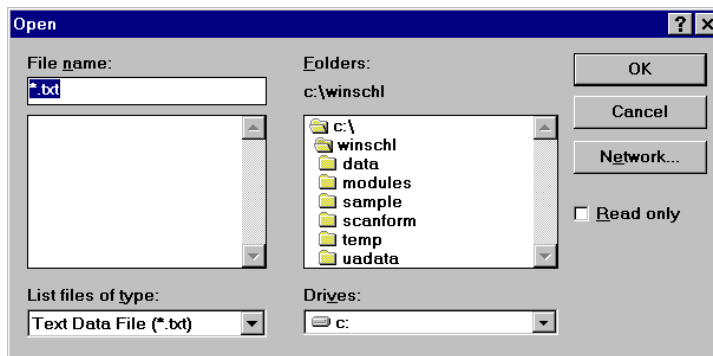 Open
File name:
*.txt
Folders:
c:\winschl
c:\
winschl
data
modules
sample
scanform
temp
uadata
OK
Cancel
Network...
Read only
List files of type:
Text Data File (*.txt)
Drives:
c: